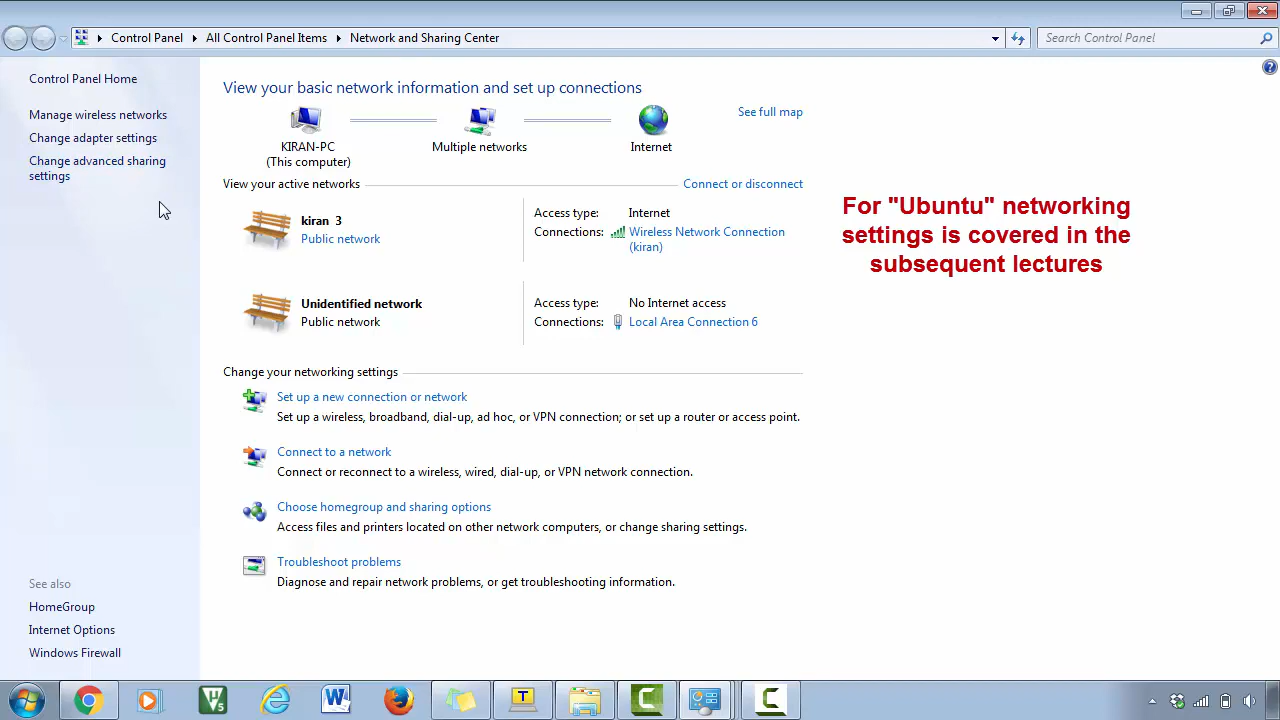 Control Panel
All Control Panel Items
Network and Sharing Center
Search Control Panel
Control Panel Home
Manage wireless networks
Change adapter settings
Change advanced sharing
settings
View your basic network information and set up connections
See full map
KIRAN-PC
(This computer)
Multiple networks
Internet
View your active networks
Connect or disconnect
kiran 3
Public network
Access type: Internet
Connections: Wireless Network Connection
(kiran)
Unidentified network
Public network
Access type: No Internet access
Connections: Local Area Connection 6
For "Ubuntu" networking
settings is covered in the
subsequent lectures
Change your networking settings
Set up a new connection or network
Set up a wireless, broadband, dial-up, ad hoc, or VPN connection; or set up a router or access point.
Connect to a network
Connect or reconnect to a wireless, wired, dial-up, or VPN network connection.
Choose homegroup and sharing options
Access files and printers located on other network computers, or change sharing settings.
Troubleshoot problems
Diagnose and repair network problems, or get troubleshooting information.
See also
HomeGroup
Internet Options
Windows Firewall